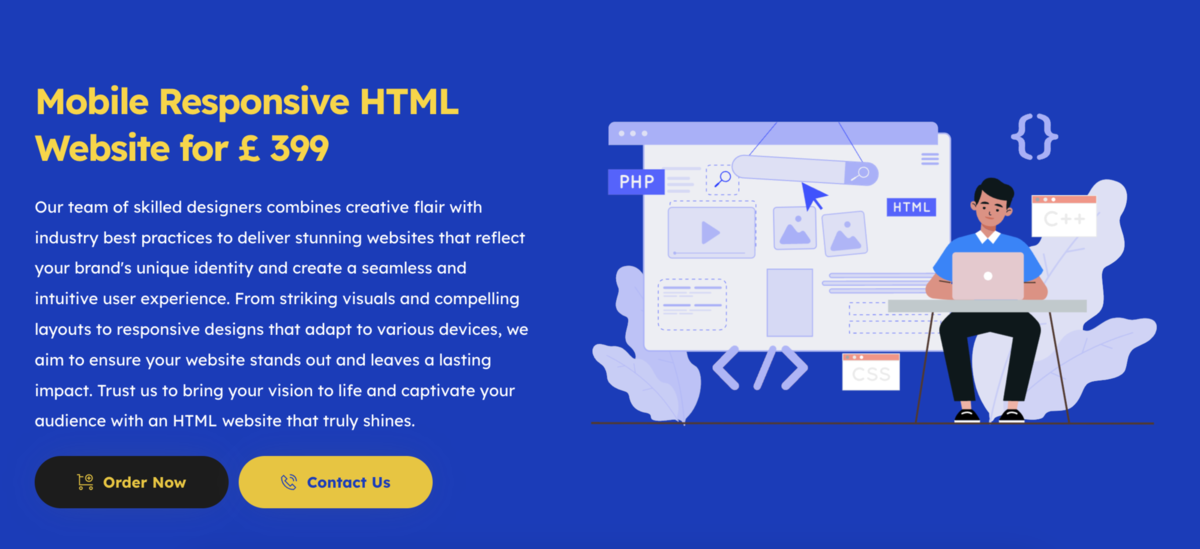 Mobile Responsive HTML
Website for £ 399
Our team of skilled designers combines creative flair with
industry best practices to deliver stunning websites that reflect
your brand's unique identity and create a seamless and
intuitive user experience. From striking visuals and compelling
layouts to responsive designs that adapt to various devices, we
aim to ensure your website stands out and leaves a lasting
impact. Trust us to bring your vision to life and captivate your
audience with an HTML website that truly shines.
Order Now
Contact Us
PHP
HTML
{}
C++
</>
CSS